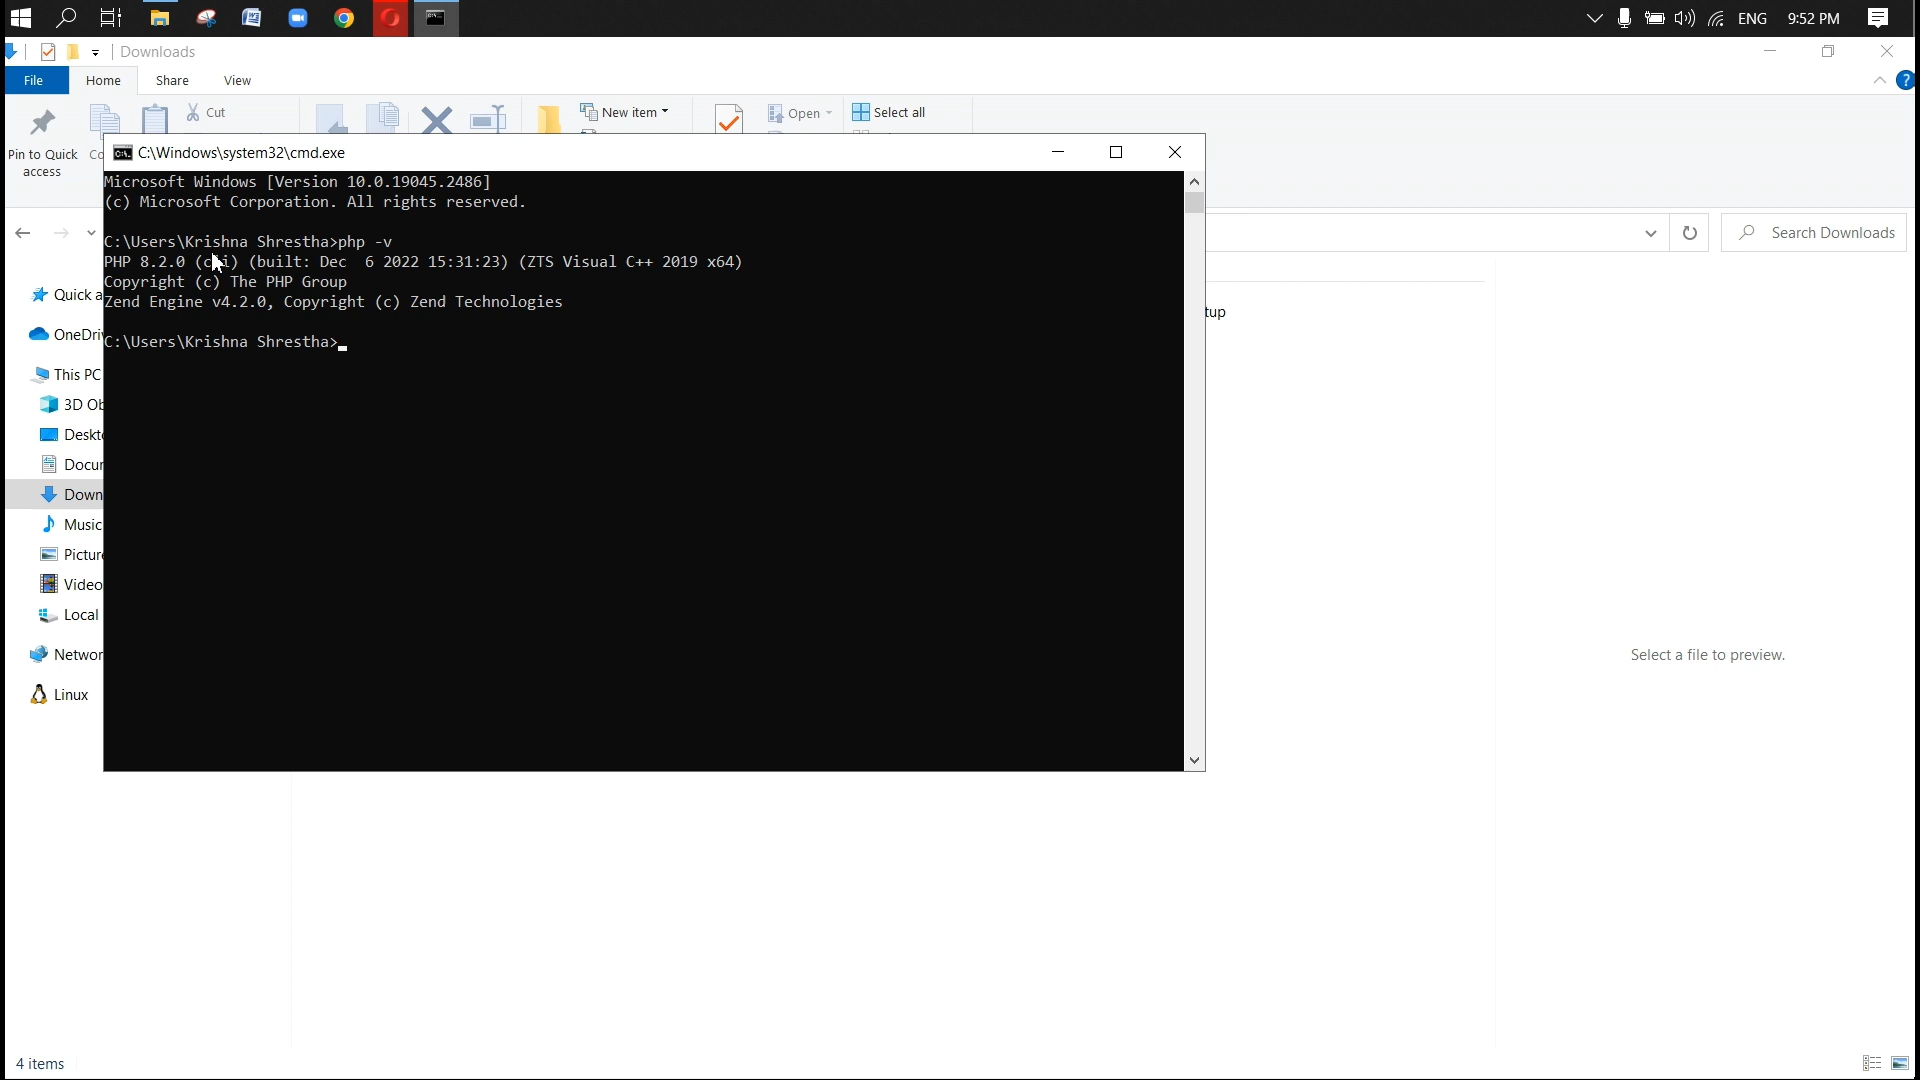 ENG 9:52 PM
Downloads
File Home Share View
Cut New item Open Select all
Pin to Quick access
C:\Windows\system32\cmd.exe
Microsoft Windows [Version 10.0.19045.2486]
(c) Microsoft Corporation. All rights reserved.
C:\Users\Krishna Shrestha>php -v
PHP 8.2.0 (cli) (built: Dec  6 2022 15:31:23) (ZTS Visual C++ 2019 x64)
Copyright (c) The PHP Group
Zend Engine v4.2.0, Copyright (c) Zend Technologies
C:\Users\Krishna Shrestha>
Search Downloads
Quick a
OneDriv
This PC
3D Ob
Deskto
Docur
Down
Music
Picture
Video
Local
Networ
Linux
tup
Select a file to preview.
4 items